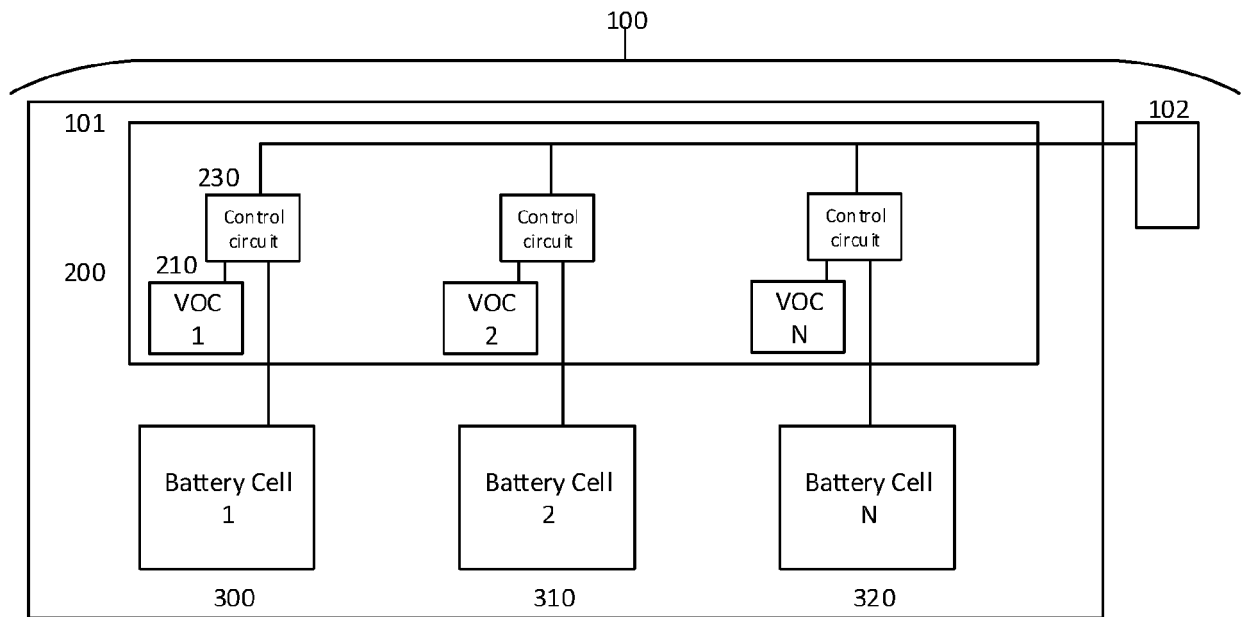 100
101
102
230
Control
circuit
Control
circuit
Control
circuit
200
210
VOC
1
VOC
2
VOC
N
Battery Cell
1
Battery Cell
2
Battery Cell
N
300
310
320